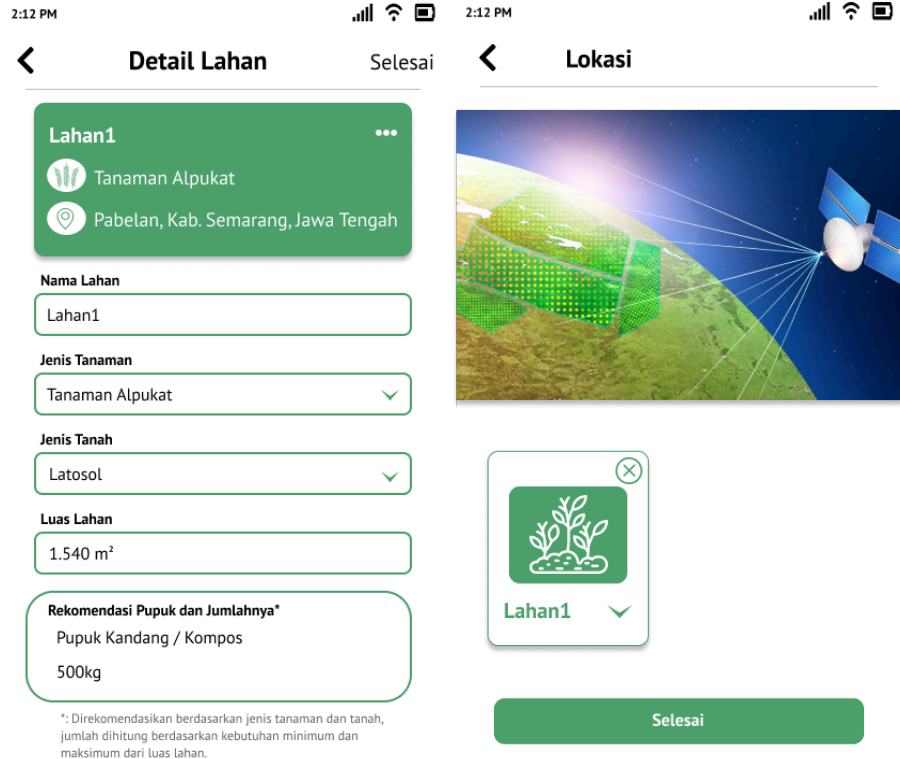 2:12 PM
Detail Lahan
Selesai
Lahan1
Tanaman Alpukat
Pabelan, Kab. Semarang, Jawa Tengah
Nama Lahan
Lahan1
Jenis Tanaman
Tanaman Alpukat
Jenis Tanah
Latosol
Luas Lahan
1.540 m²
Rekomendasi Pupuk dan Jumlahnya*
Pupuk Kandang / Kompos
500kg
*: Direkomendasikan berdasarkan jenis tanaman dan tanah,
jumlah dihitung berdasarkan kebutuhan minimum dan
maksimum dari luas lahan.
2:12 PM
Lokasi
Lahan1
Selesai